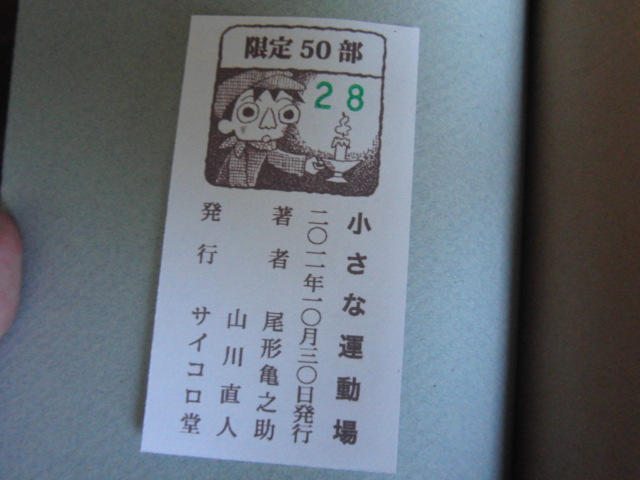 限定50部
28
小さな運動場
二〇一一年一〇月三〇日発行
著者 尾形亀之助
山川直人
発行 サイコロ堂